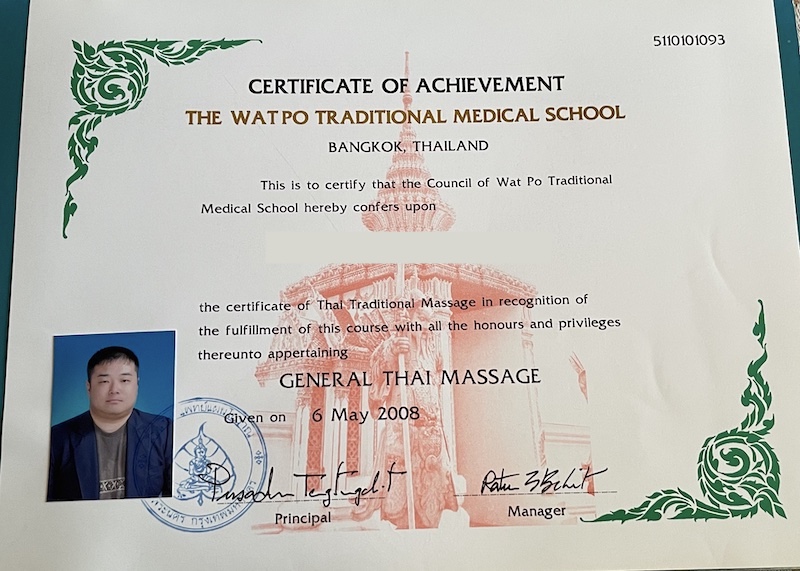 5110101093
CERTIFICATE OF ACHIEVEMENT
THE WAT PO TRADITIONAL MEDICAL SCHOOL
BANGKOK, THAILAND
This is to certify that the Council of Wat Po Traditional
Medical School hereby confers upon
the certificate of Thai Traditional Massage in recognition of
the fulfillment of this course with all the honours and privileges
thereunto appertaining
GENERAL THAI MASSAGE
Given on 6 May 2008
Principal
Manager